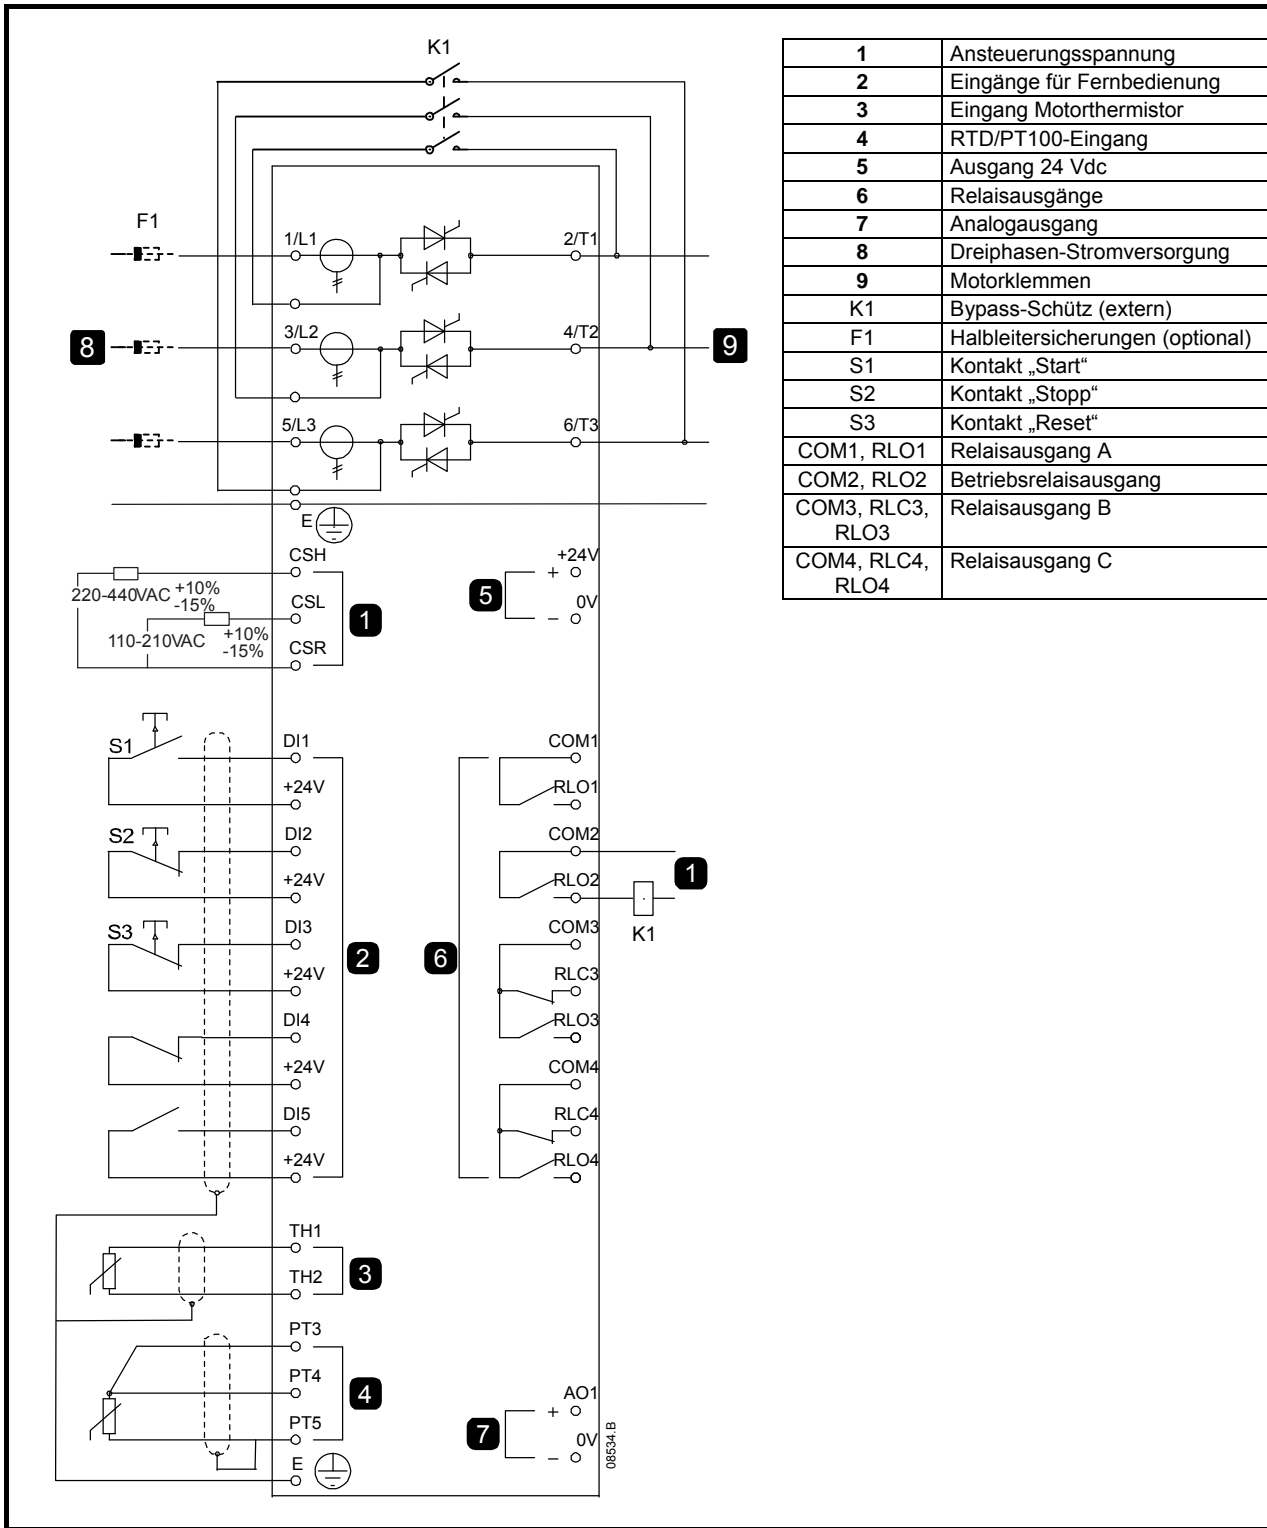 K1
F1
1/L1
2/T1
3/L2
4/T2
8
9
5/L3
6/T3
E
CSH
220-440VAC +10%
-15%
CSL
110-210VAC +10%
-15%
CSR
1
+24V
+
5
0V
–
S1
DI1
+24V
S2
DI2
+24V
S3
DI3
+24V
DI4
+24V
DI5
+24V
2
COM1
RLO1
COM2
RLO2
1
K1
COM3
RLC3
RLO3
COM4
RLC4
RLO4
6
TH1
TH2
3
PT3
PT4
PT5
4
E
AO1
+
7
0V
–
08534.B
1 Ansteuerungsspannung
2 Eingänge für Fernbedienung
3 Eingang Motorthermistor
4 RTD/PT100-Eingang
5 Ausgang 24 Vdc
6 Relaisausgänge
7 Analogausgang
8 Dreiphasen-Stromversorgung
9 Motorklemmen
K1 Bypass-Schütz (extern)
F1 Halbleitersicherungen (optional)
S1 Kontakt „Start“
S2 Kontakt „Stopp“
S3 Kontakt „Reset“
COM1, RLO1 Relaisausgang A
COM2, RLO2 Betriebsrelaisausgang
COM3, RLC3, Relaisausgang B
RLO3
COM4, RLC4, Relaisausgang C
RLO4